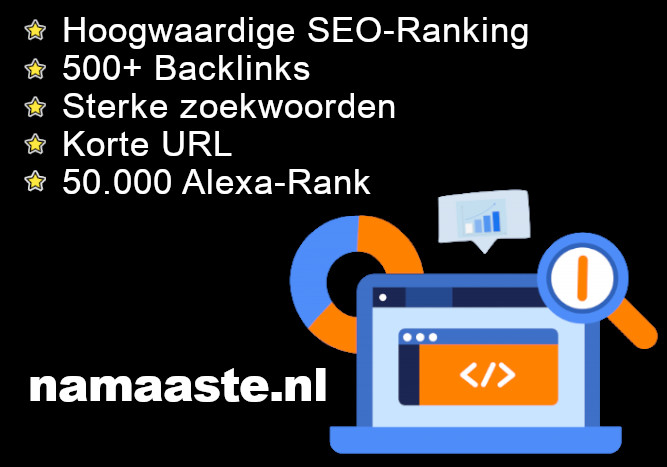 Hoogwaardige SEO-Ranking
500+ Backlinks
Sterke zoekwoorden
Korte URL
50.000 Alexa-Rank
</>
namaaste.nl